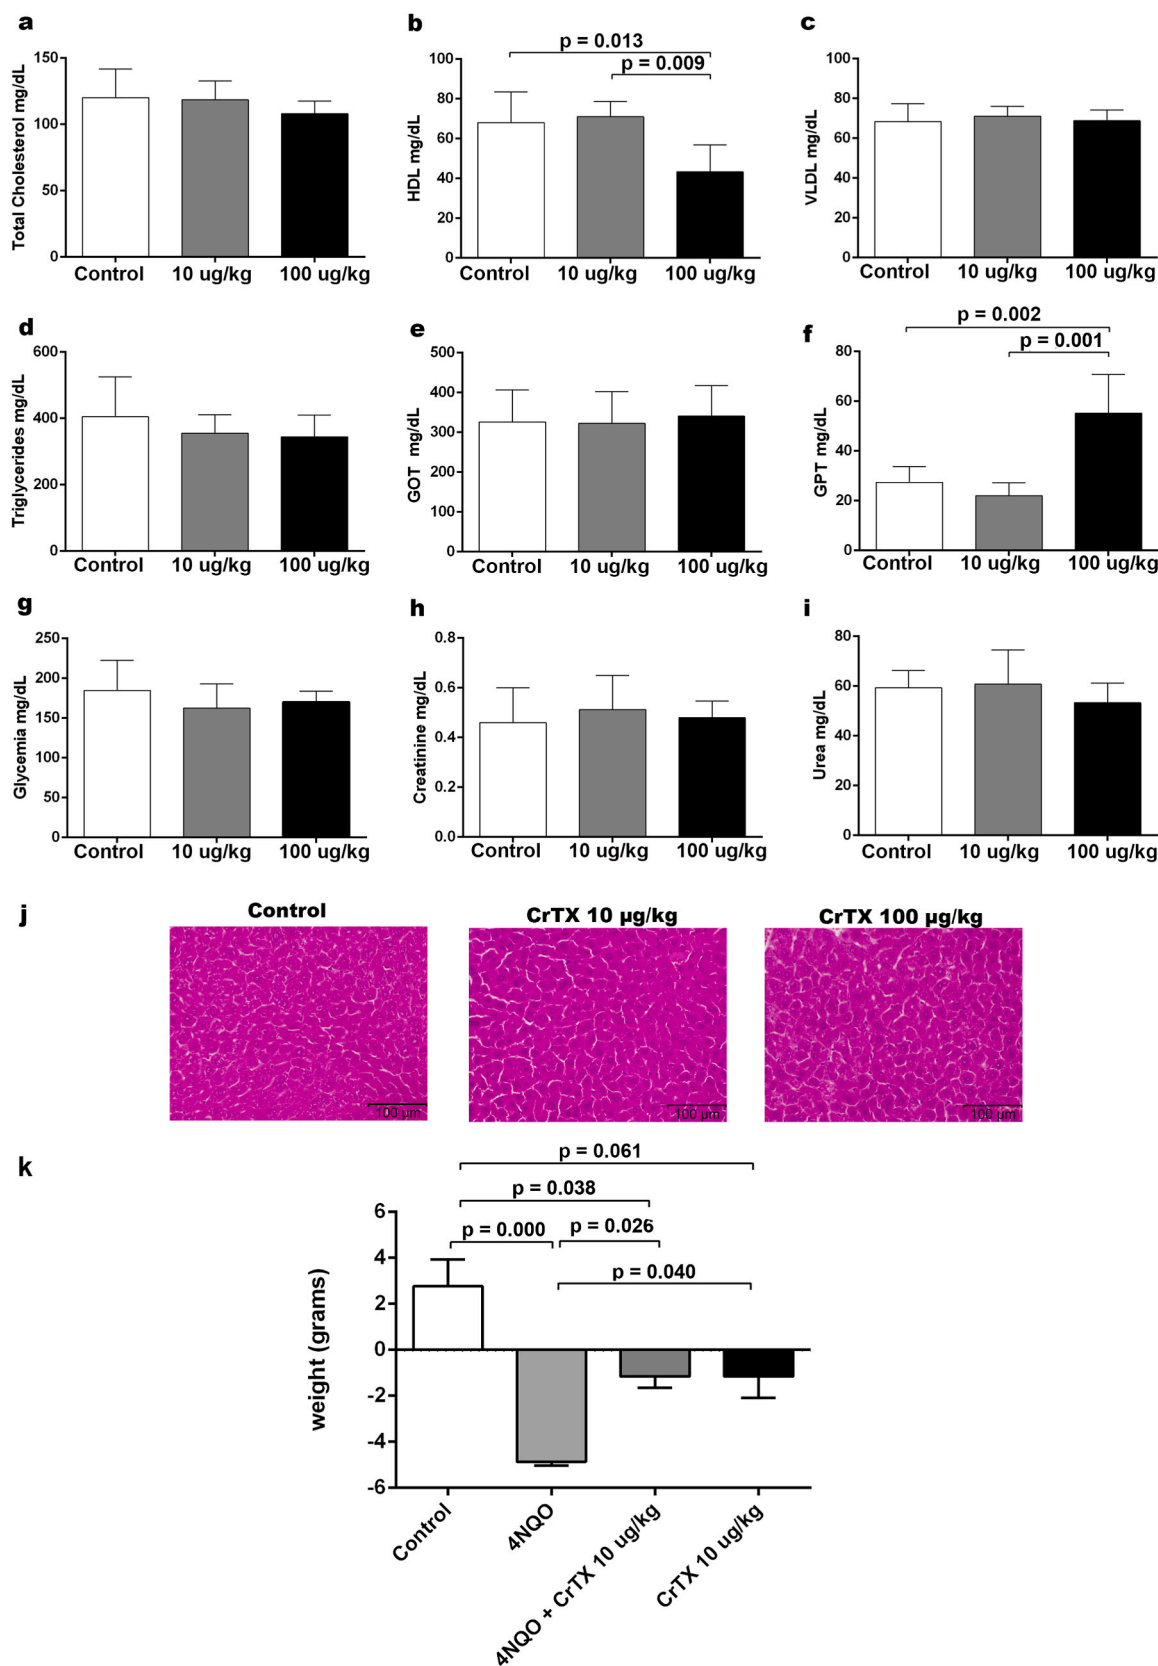 a
b
c
Total Cholesterol mg/dL
150
100
50
0
Control
10 ug/kg
100 ug/kg
HDL mg/dL
100
80
60
40
20
0
p = 0.013
p = 0.009
Control
10 ug/kg
100 ug/kg
VLDL mg/dL
100
80
60
40
20
0
Control
10 ug/kg
100 ug/kg
d
e
f
Triglycerides mg/dL
600
400
200
0
Control
10 ug/kg
100 ug/kg
GOT mg/dL
500
400
300
200
100
0
Control
10 ug/kg
100 ug/kg
p = 0.002
p = 0.001
GPT mg/dL
80
60
40
20
0
Control
10 ug/kg
100 ug/kg
g
h
i
Glycemia mg/dL
250
200
150
100
50
0
Control
10 ug/kg
100 ug/kg
Creatinine mg/dL
0.8
0.6
0.4
0.2
0.0
Control
10 ug/kg
100 ug/kg
Urea mg/dL
80
60
40
20
0
Control
10 ug/kg
100 ug/kg
j
Control
CrTX 10 µg/kg
CrTX 100 µg/kg
100 µm
100 µm
100 µm
k
p = 0.061
p = 0.038
p = 0.000
p = 0.026
p = 0.040
weight (grams)
6
4
2
0
-2
-4
-6
Control
4NQO
4NQO + CrTX 10 ug/kg
CrTX 10 ug/kg